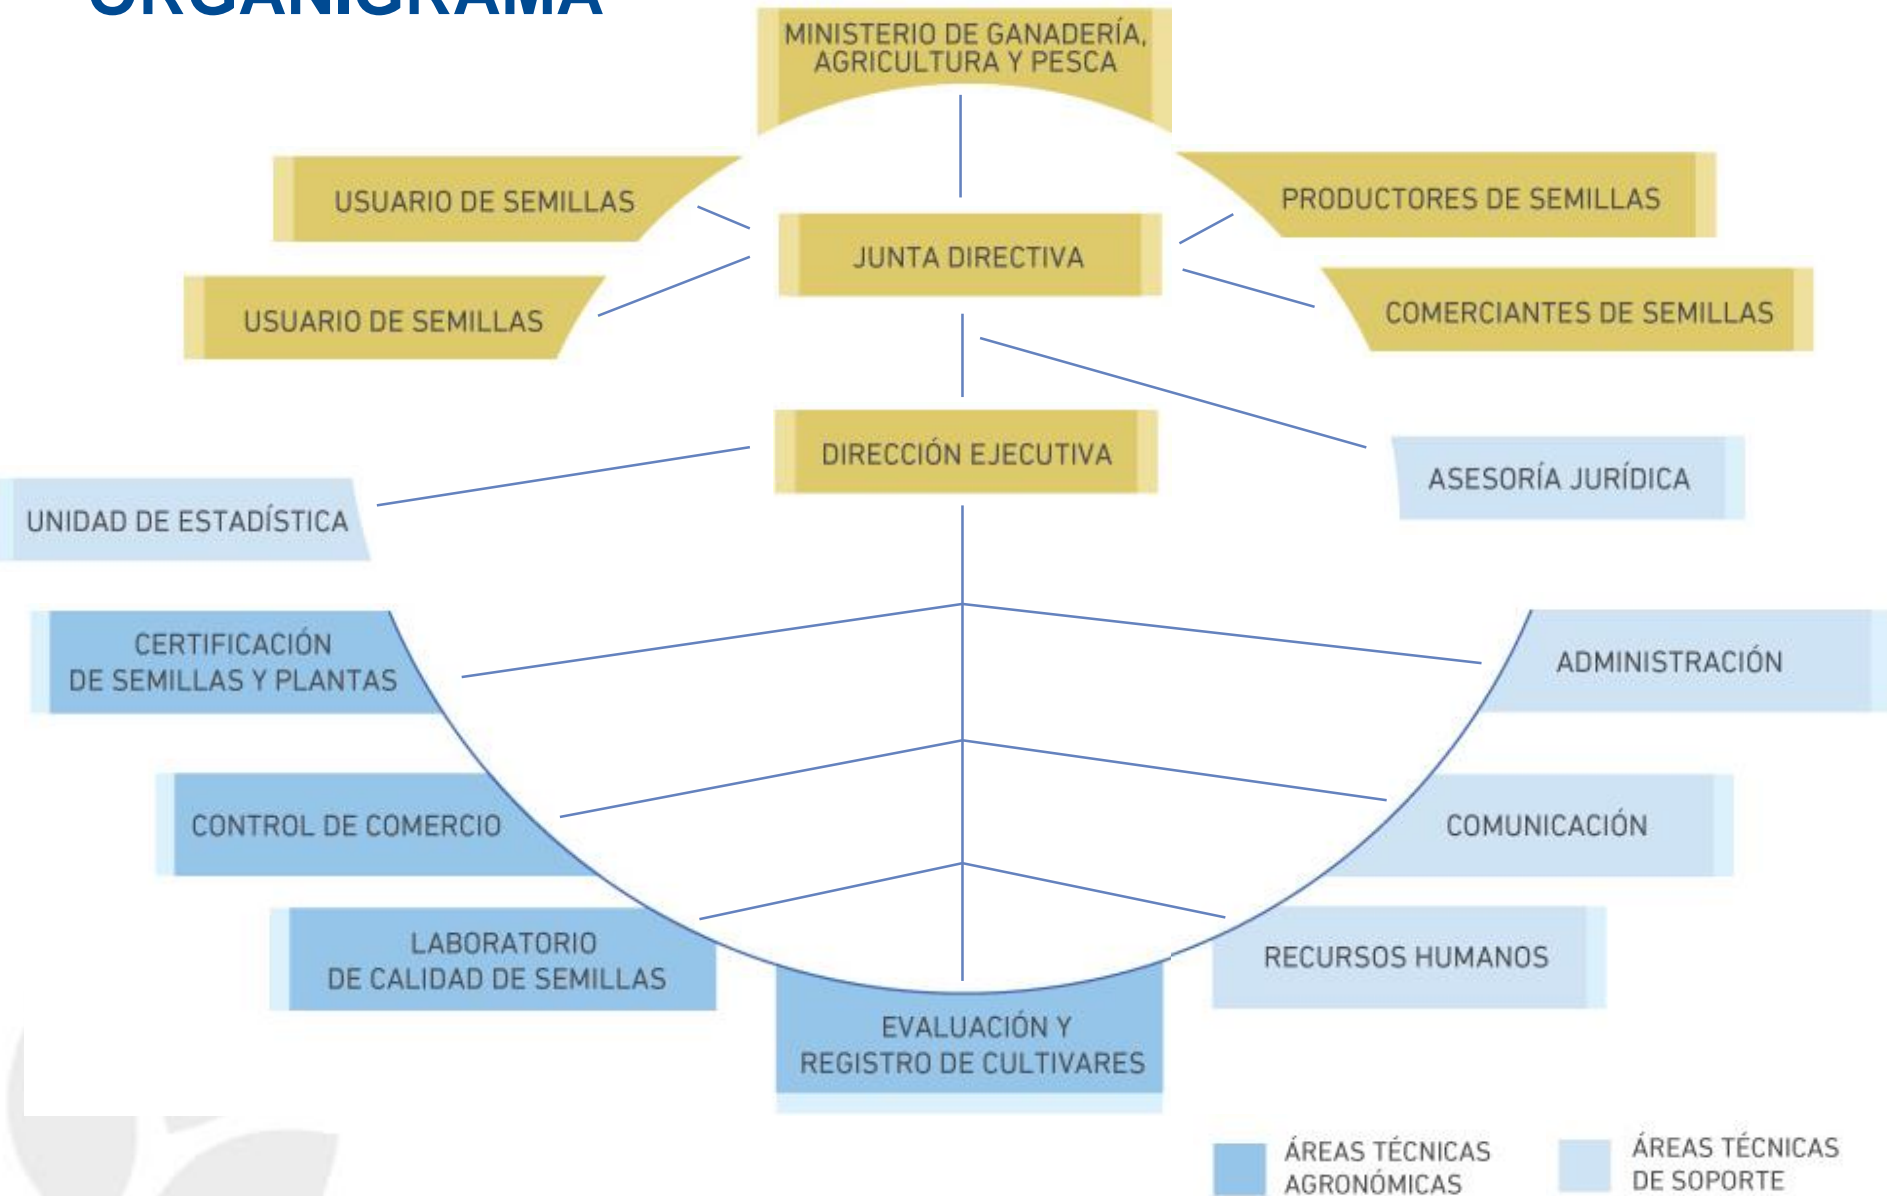 ORGANIGRAMA
MINISTERIO DE GANADERÍA,
AGRICULTURA Y PESCA
USUARIO DE SEMILLAS
PRODUCTORES DE SEMILLAS
JUNTA DIRECTIVA
USUARIO DE SEMILLAS
COMERCIANTES DE SEMILLAS
DIRECCIÓN EJECUTIVA
ASESORÍA JURÍDICA
UNIDAD DE ESTADÍSTICA
CERTIFICACIÓN
DE SEMILLAS Y PLANTAS
ADMINISTRACIÓN
CONTROL DE COMERCIO
COMUNICACIÓN
LABORATORIO
DE CALIDAD DE SEMILLAS
RECURSOS HUMANOS
EVALUACIÓN Y
REGISTRO DE CULTIVARES
ÁREAS TÉCNICAS
AGRONÓMICAS
ÁREAS TÉCNICAS
DE SOPORTE